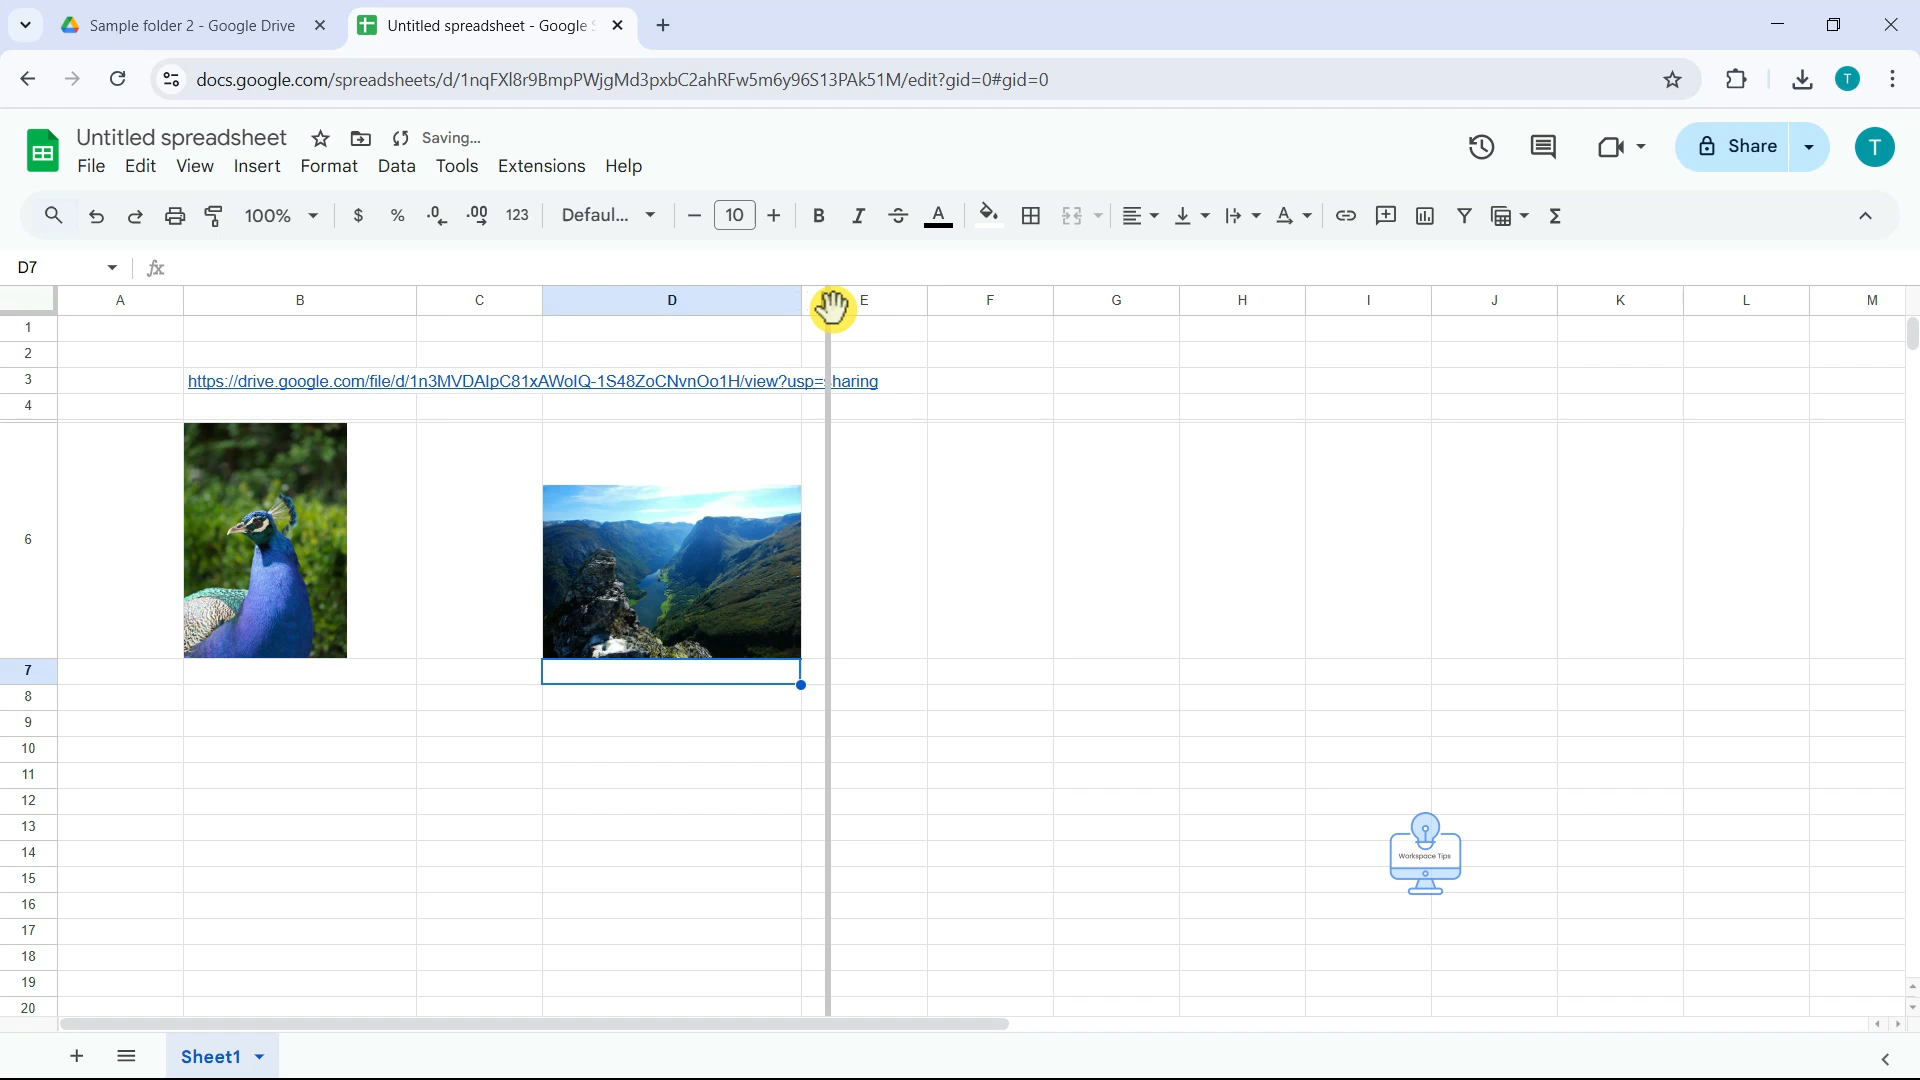 Sample folder 2 - Google Drive
Untitled spreadsheet - Google
docs.google.com/spreadsheets/d/1nqFXl8r9BmpPWjgMd3pxbC2ahRFw5m6y96S13PAk51M/edit?gid=0#gid=0
T
Untitled spreadsheet Saving...
File Edit View Insert Format Data Tools Extensions Help
Share
T
100% $ % .0 .00 123 Defaul... 10 B I S A A Σ
D7 fx
A B C D E F G H I J K L M
1
2
3 https://drive.google.com/file/d/1n3MVDAlpC81xAWolQ-1S48ZoCNvnOo1H/view?usp=sharing
4
6
7
8
9
10
11
12
13
14
Workspace Tips
15
16
17
18
19
20
Sheet1